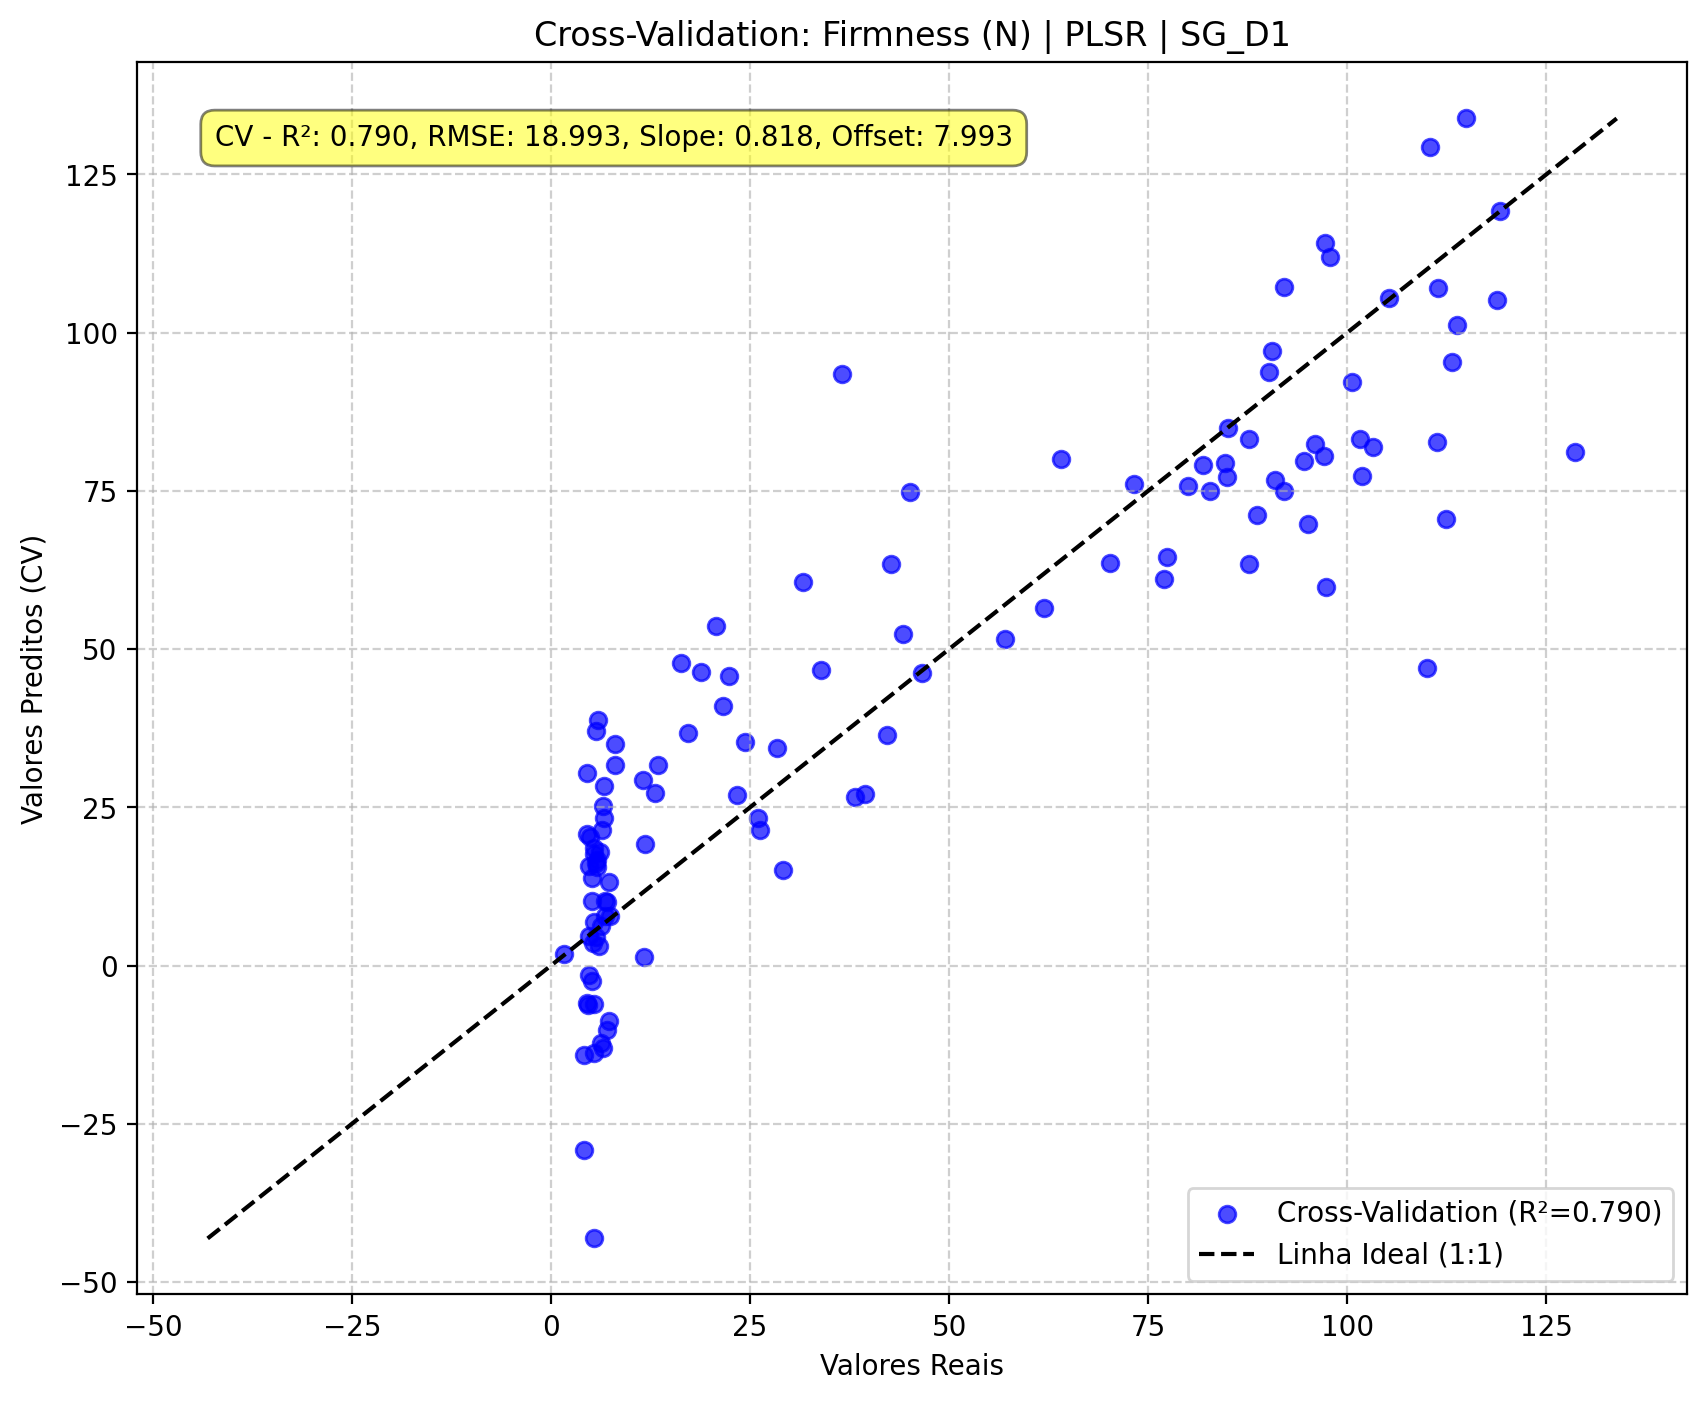 Cross-Validation: Firmness (N) | PLSR | SG_D1
CV - R²: 0.790, RMSE: 18.993, Slope: 0.818, Offset: 7.993
Valores Preditos (CV)
125
100
75
50
25
0
−25
−50
−50
−25
0
25
50
75
100
125
Valores Reais
Cross-Validation (R²=0.790)
Linha Ideal (1:1)